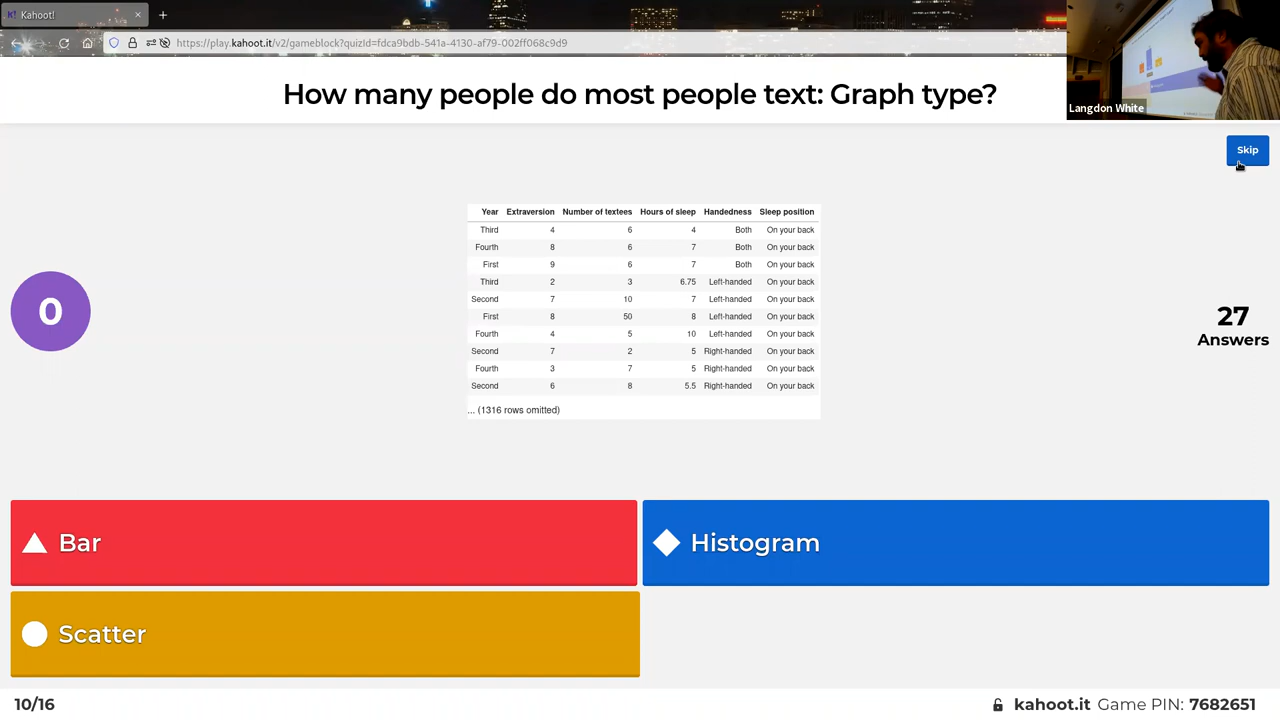 Kahoot!
https://play.kahoot.it/v2/gameblock?quizId=fdca9bdb-541a-4130-af79-002ff068c9d9
How many people do most people text: Graph type?
Langdon White
Skip
Year Extraversion Number of textees Hours of sleep Handedness Sleep position
Third 4 6 4 Both On your back
Fourth 8 6 7 Both On your back
First 9 6 7 Both On your back
Third 2 3 6.75 Left-handed On your back
Second 7 10 7 Left-handed On your back
First 8 50 8 Left-handed On your back
Fourth 4 5 10 Left-handed On your back
Second 7 2 5 Right-handed On your back
Fourth 3 7 5 Right-handed On your back
Second 6 8 5.5 Right-handed On your back
... (1316 rows omitted)
0
27
Answers
Bar
Histogram
Scatter
10/16
kahoot.it Game PIN: 7682651